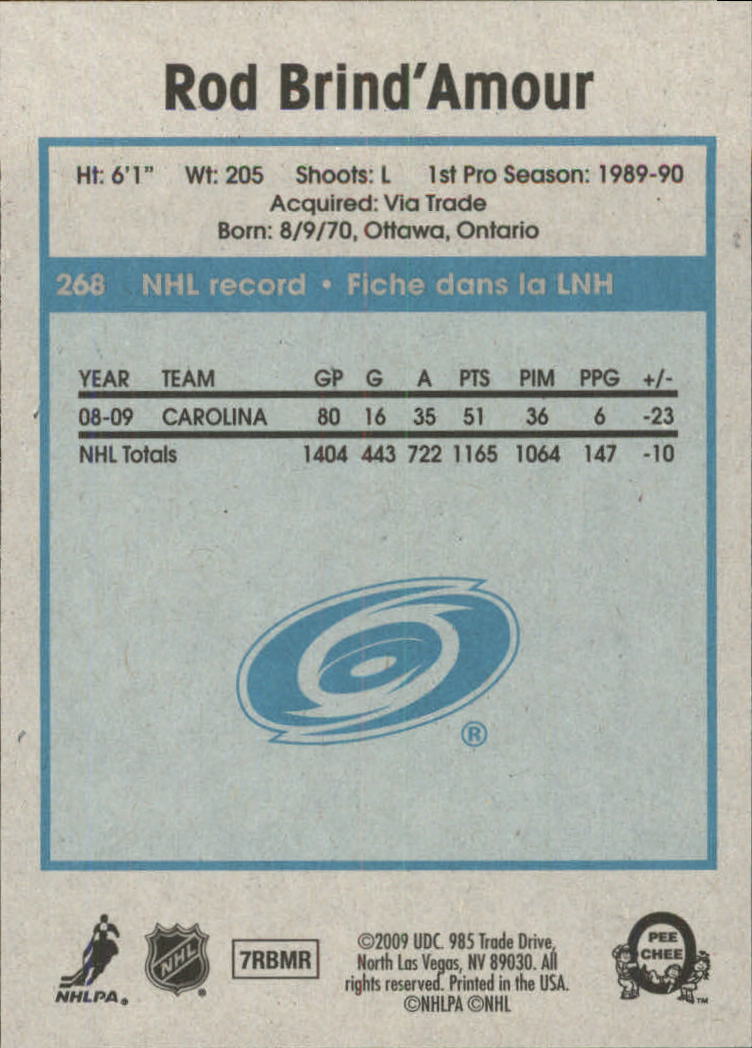 Rod Brind'Amour
Ht: 6'1" Wt: 205 Shoots: L 1st Pro Season: 1989-90
Acquired: Via Trade
Born: 8/9/70, Ottawa, Ontario
268 NHL record • Fiche dans la LNH
YEAR TEAM GP G A PTS PIM PPG +/-
08-09 CAROLINA 80 16 35 51 36 6 -23
NHL Totals 1404 443 722 1165 1064 147 -10
®
NHLPA®
NHL®
7RBMR
©2009 UDC. 985 Trade Drive,
North Las Vegas, NV 89030. All
rights reserved. Printed in the USA.
©NHLPA ©NHL
PEE
CHEE
™